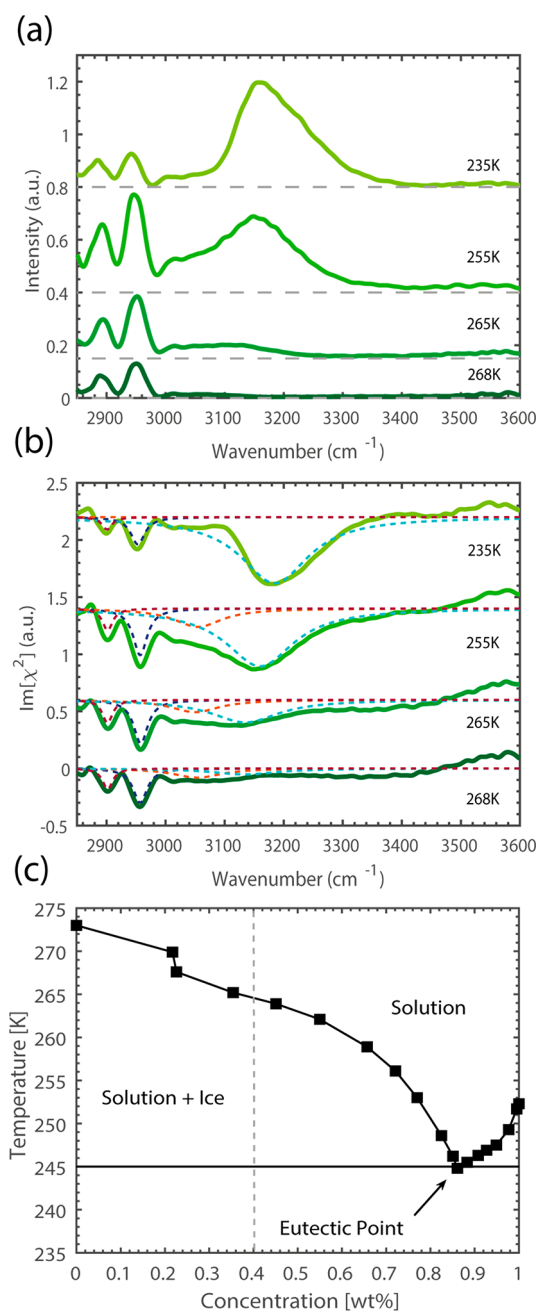 (a)
Intensity (a.u.)
1.2
1
0.8
0.6
0.4
0.2
0
235K
255K
265K
268K
2900 3000 3100 3200 3300 3400 3500 3600
Wavenumber (cm -1)
(b)
Im[χ2] (a.u.)
2.5
2
1.5
1
0.5
0
-0.5
235K
255K
265K
268K
2900 3000 3100 3200 3300 3400 3500 3600
Wavenumber (cm -1)
(c)
Temperature [K]
275
270
265
260
255
250
245
240
235
Solution
Solution + Ice
Eutectic Point
0 0.1 0.2 0.3 0.4 0.5 0.6 0.7 0.8 0.9 1
Concentration [wt%]